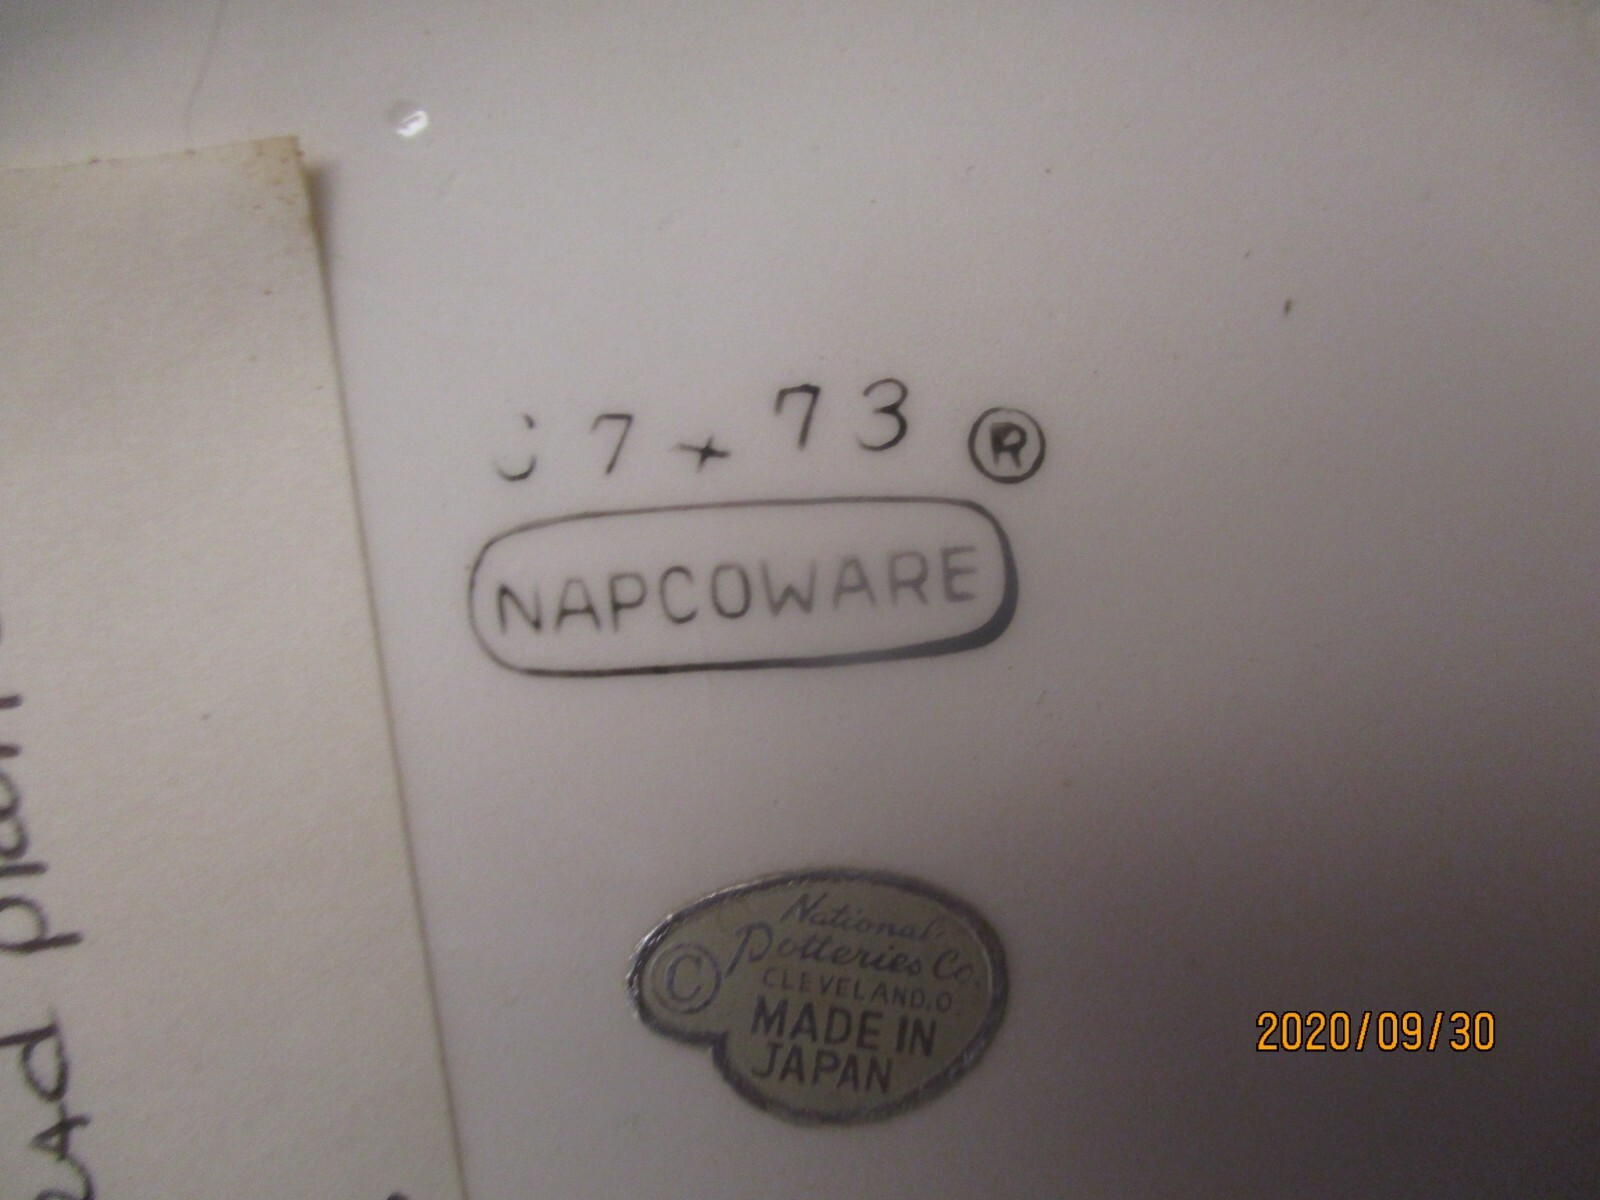 7 73 ®
NAPCOWARE
© National
Potteries Co.
CLEVELAND, O.
MADE IN
JAPAN
2020/09/30